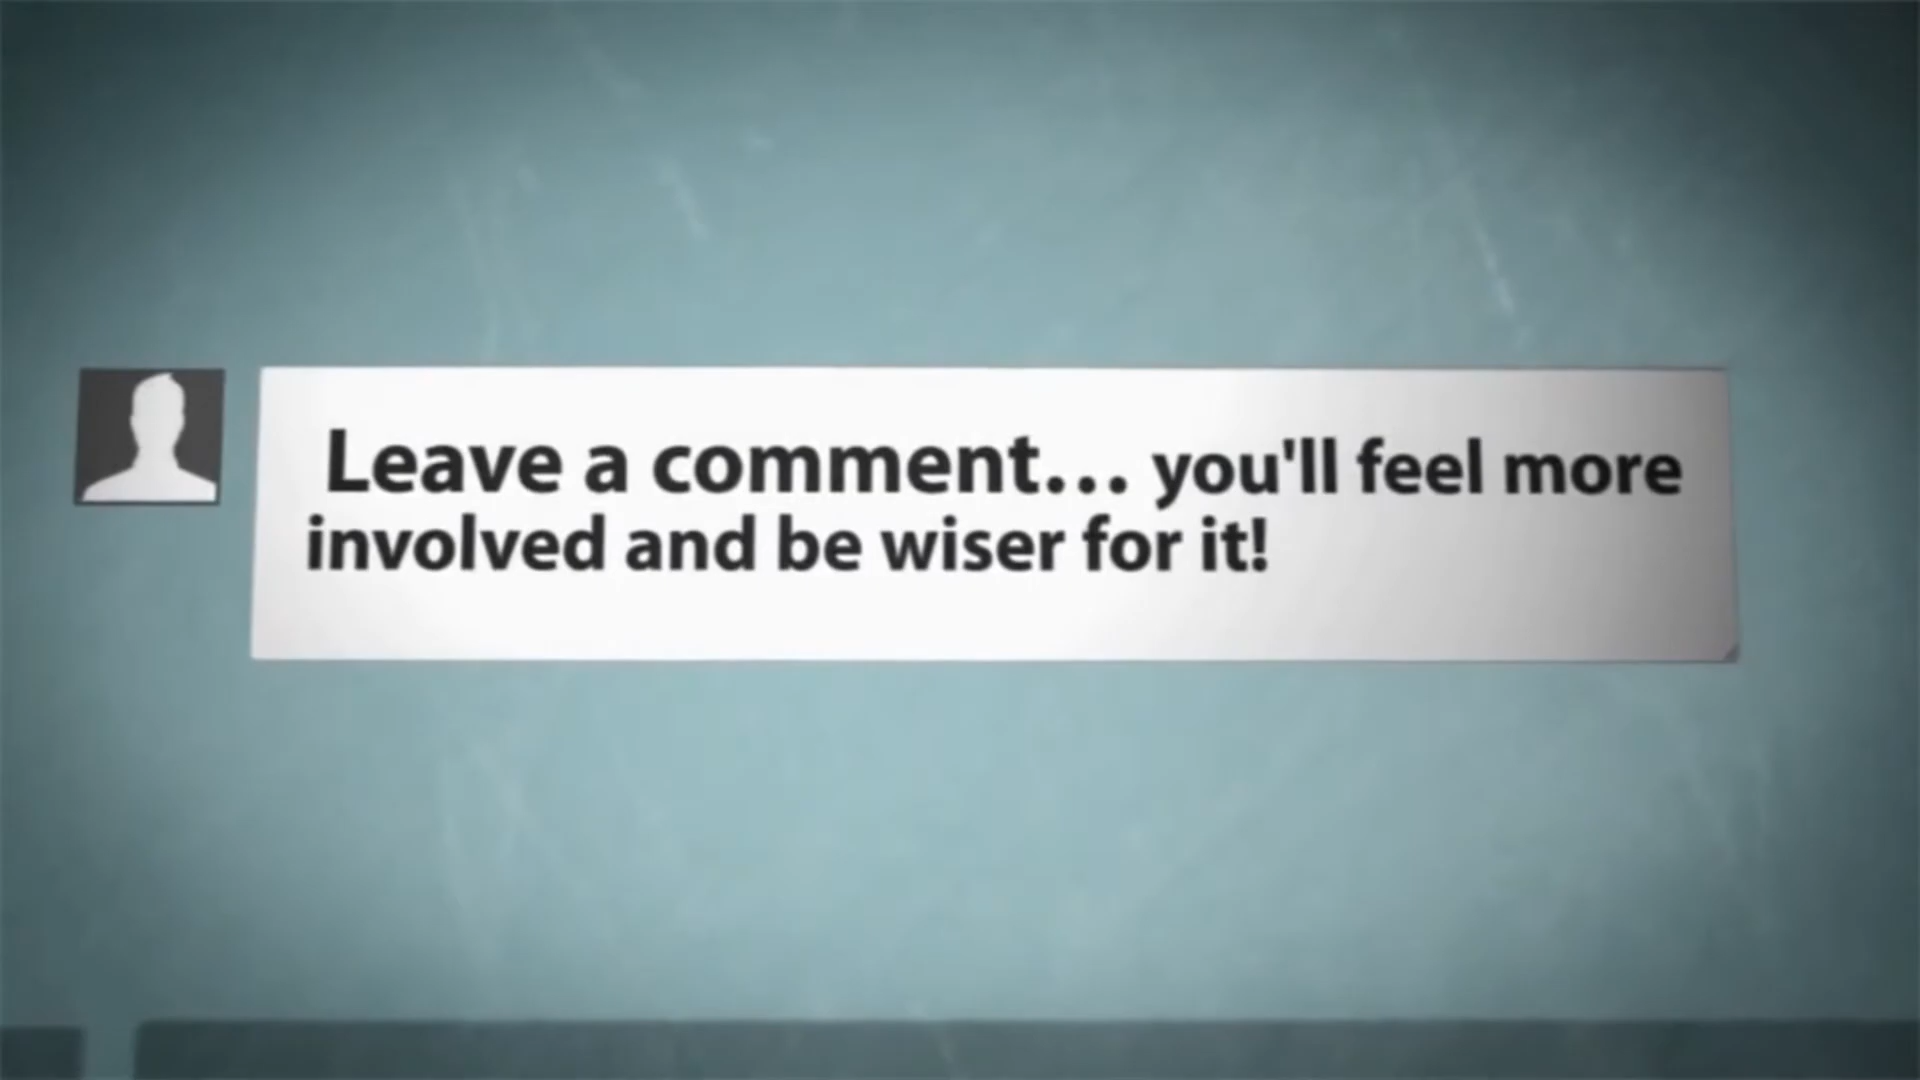 Leave a comment… you'll feel more
involved and be wiser for it!